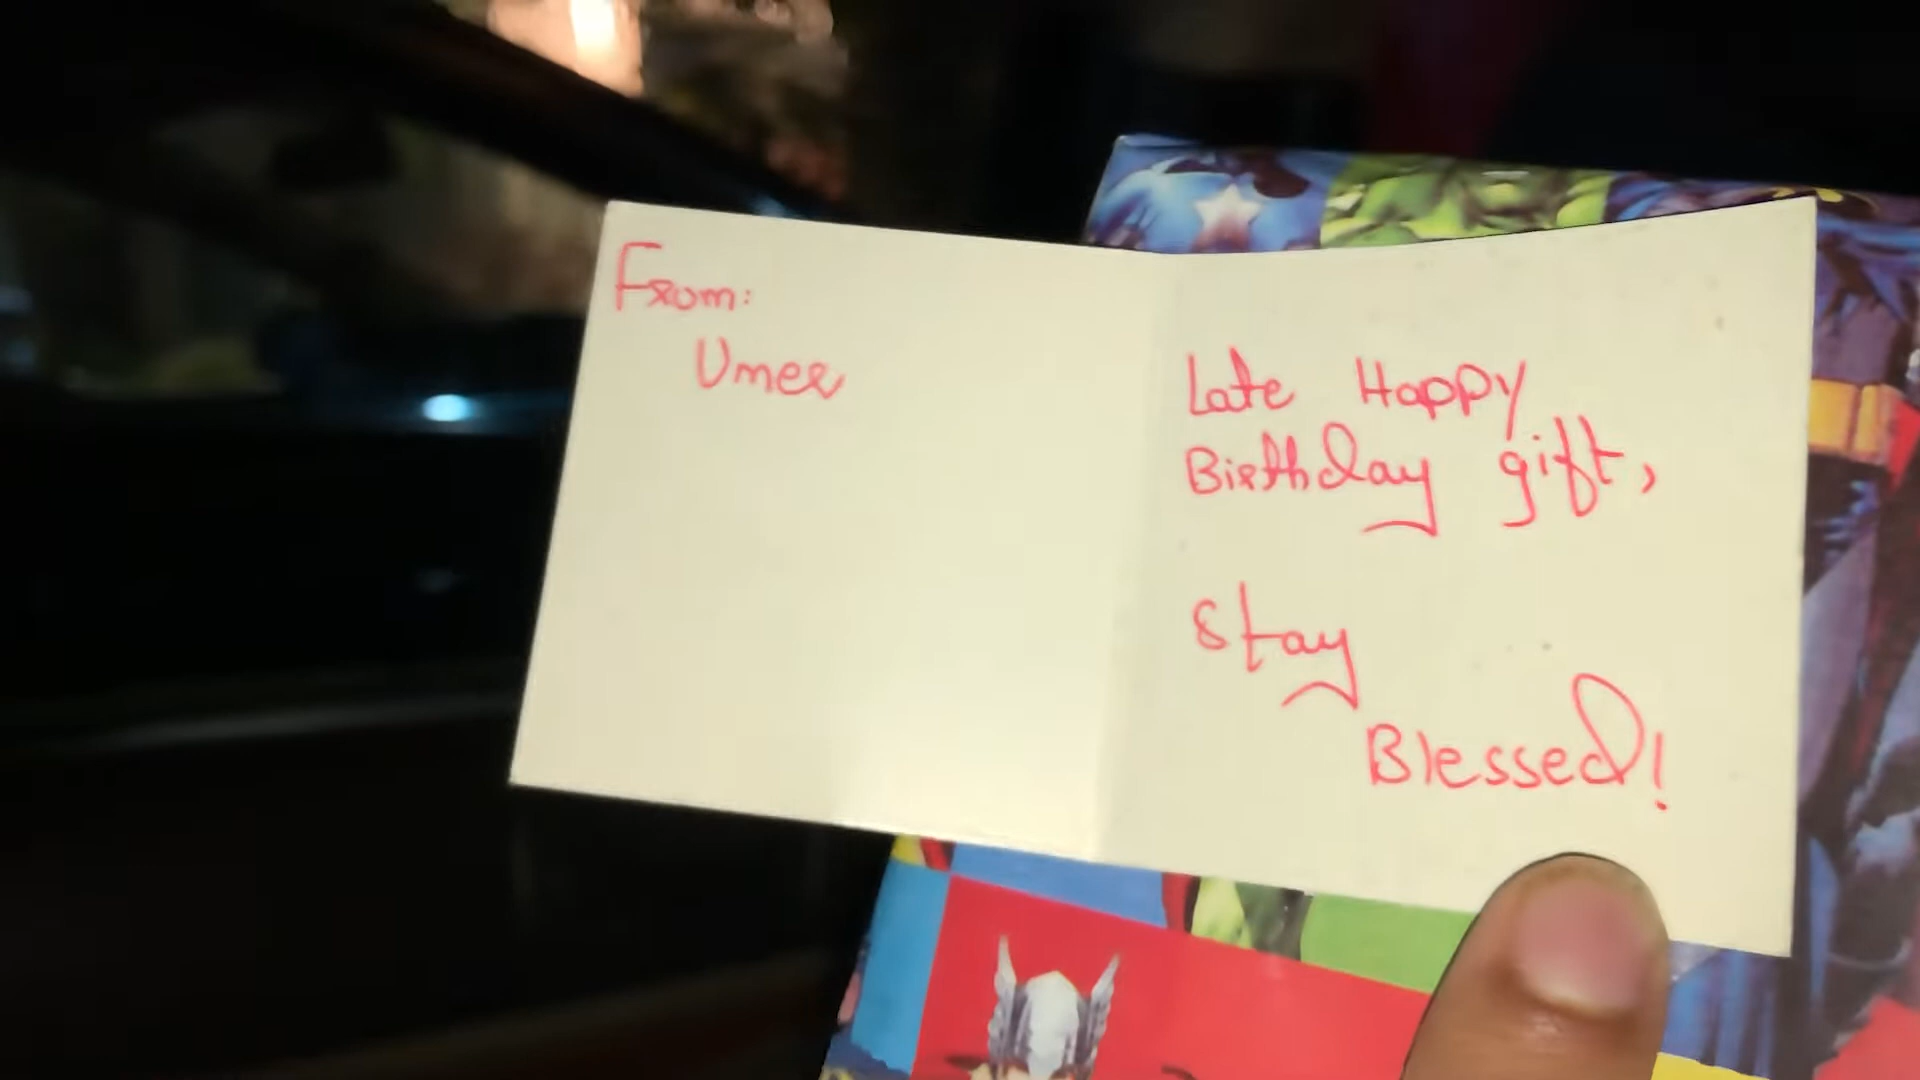 From:
Umer
Late Happy
Birthday gift,
Stay
Blessed!